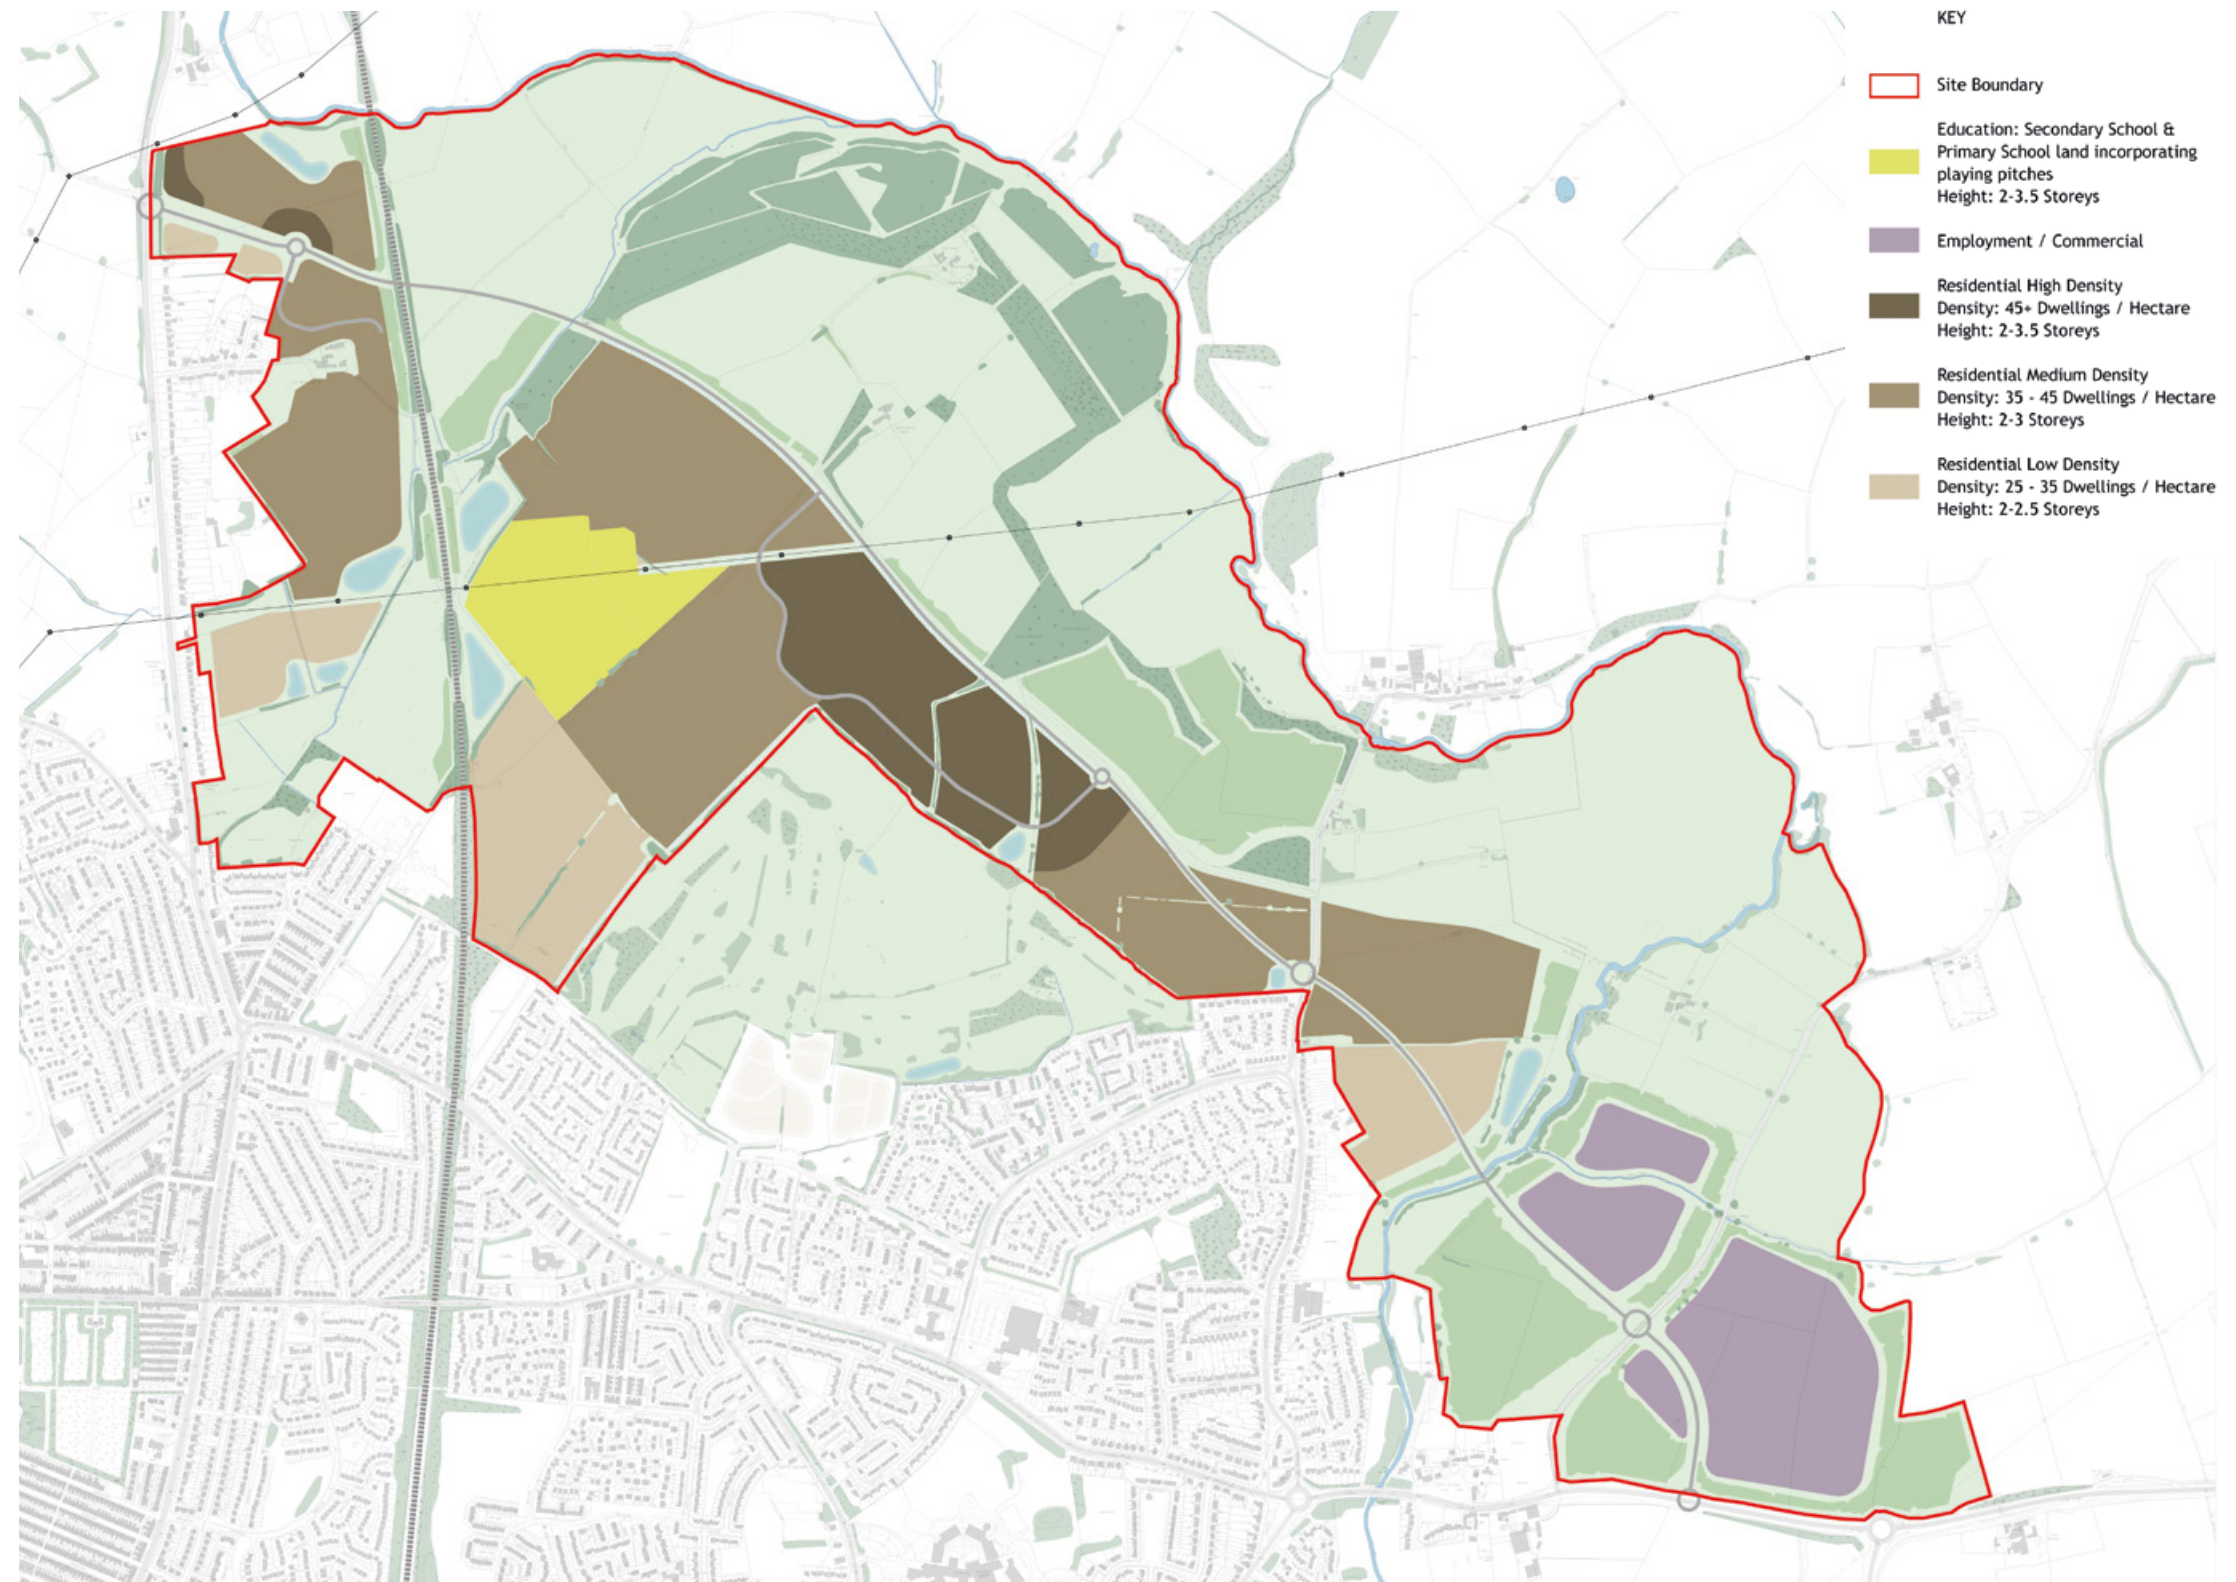 KEY
Site Boundary
Education: Secondary School &
Primary School land incorporating
playing pitches
Height: 2-3.5 Storeys
Employment / Commercial
Residential High Density
Density: 45+ Dwellings / Hectare
Height: 2-3.5 Storeys
Residential Medium Density
Density: 35 - 45 Dwellings / Hectare
Height: 2-3 Storeys
Residential Low Density
Density: 25 - 35 Dwellings / Hectare
Height: 2-2.5 Storeys